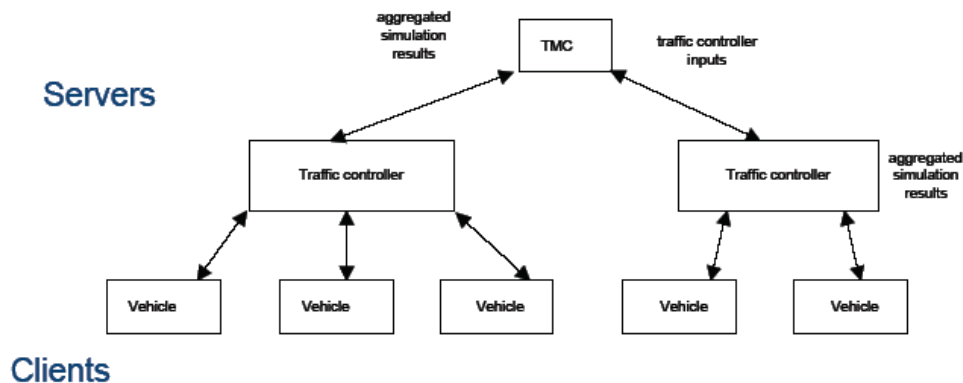 aggregated
simulation
results
TMC
traffic controller
inputs
Servers
Traffic controller
Traffic controller
aggregated
simulation
results
Vehicle
Vehicle
Vehicle
Vehicle
Vehicle
Clients